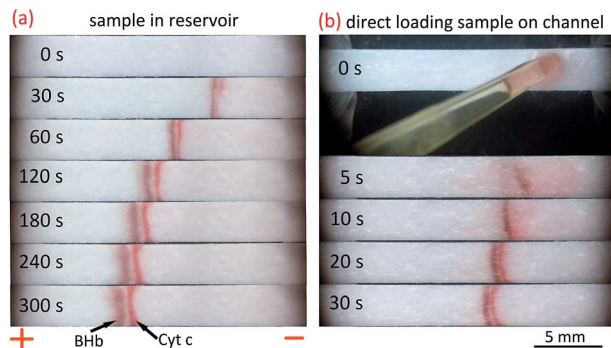 (a) sample in reservoir
0 s
30 s
60 s
120 s
180 s
240 s
300 s
+ BHb Cyt c −
(b) direct loading sample on channel
0 s
5 s
10 s
20 s
30 s
5 mm